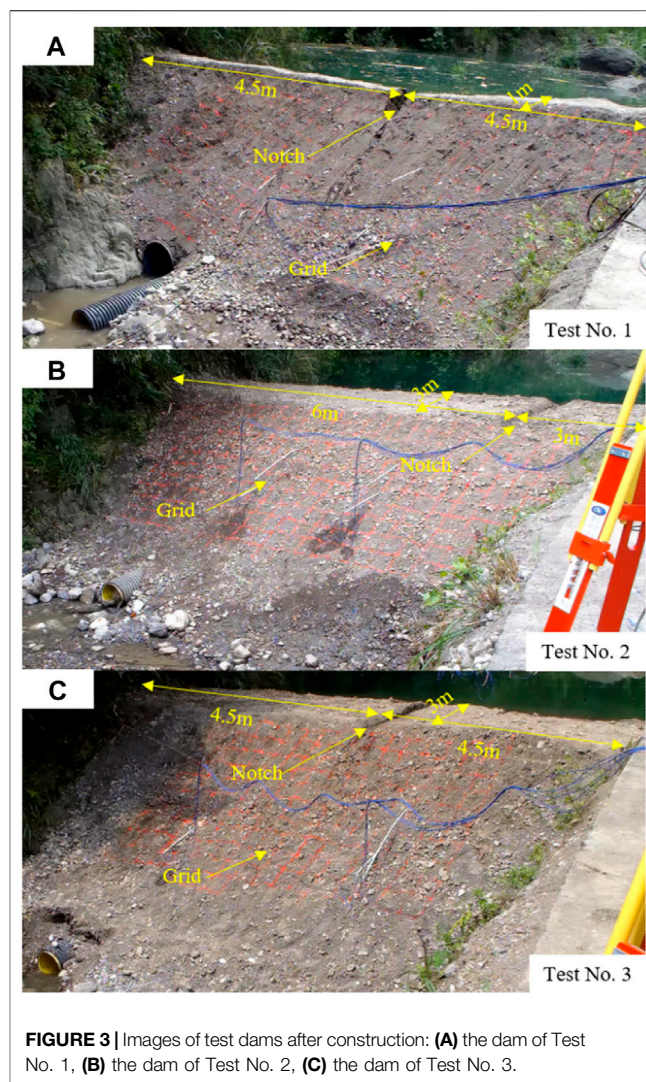 A
4.5m
1m
4.5m
Notch
Grid
Test No. 1
B
3m
6m
3m
Notch
Grid
Test No. 2
C
3m
4.5m
4.5m
Notch
Grid
Test No. 3
FIGURE 3 | Images of test dams after construction: (A) the dam of Test
No. 1, (B) the dam of Test No. 2, (C) the dam of Test No. 3.